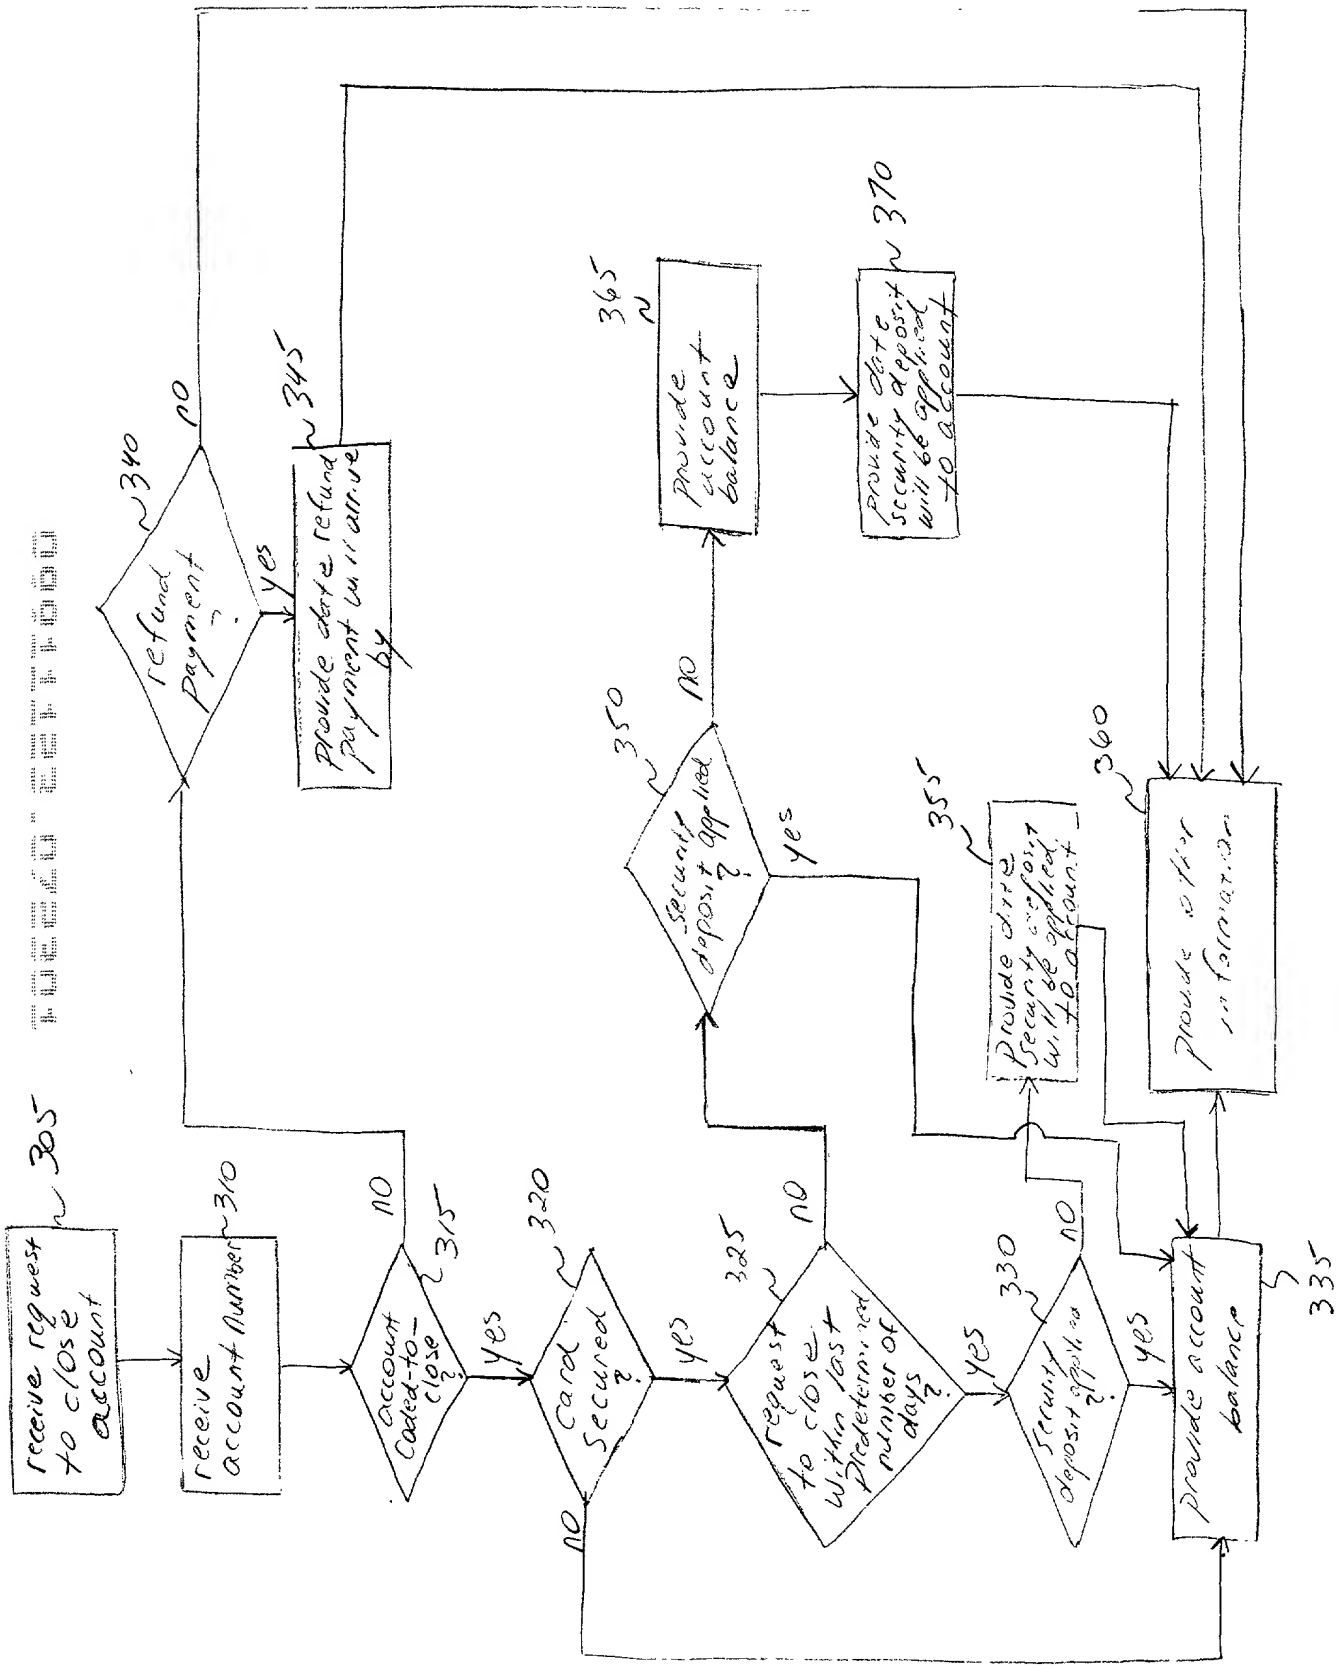 receive request
to close
account
305
receive
account number
310
account
coded-to-
close
?
315
no
yes
card
secured
?
320
no
yes
request
to close
within last
predetermined
number of
days
?
325
no
yes
security
deposit applied
?
330
no
yes
provide account
balance
335
refund
payment
?
340
no
yes
provide date refund
payment will arrive
by
345
security
deposit applied
?
350
no
yes
provide date
security deposit
will be applied
to account
355
provide other
information
360
provide
account
balance
365
provide date
security deposit
will be applied
to account
370